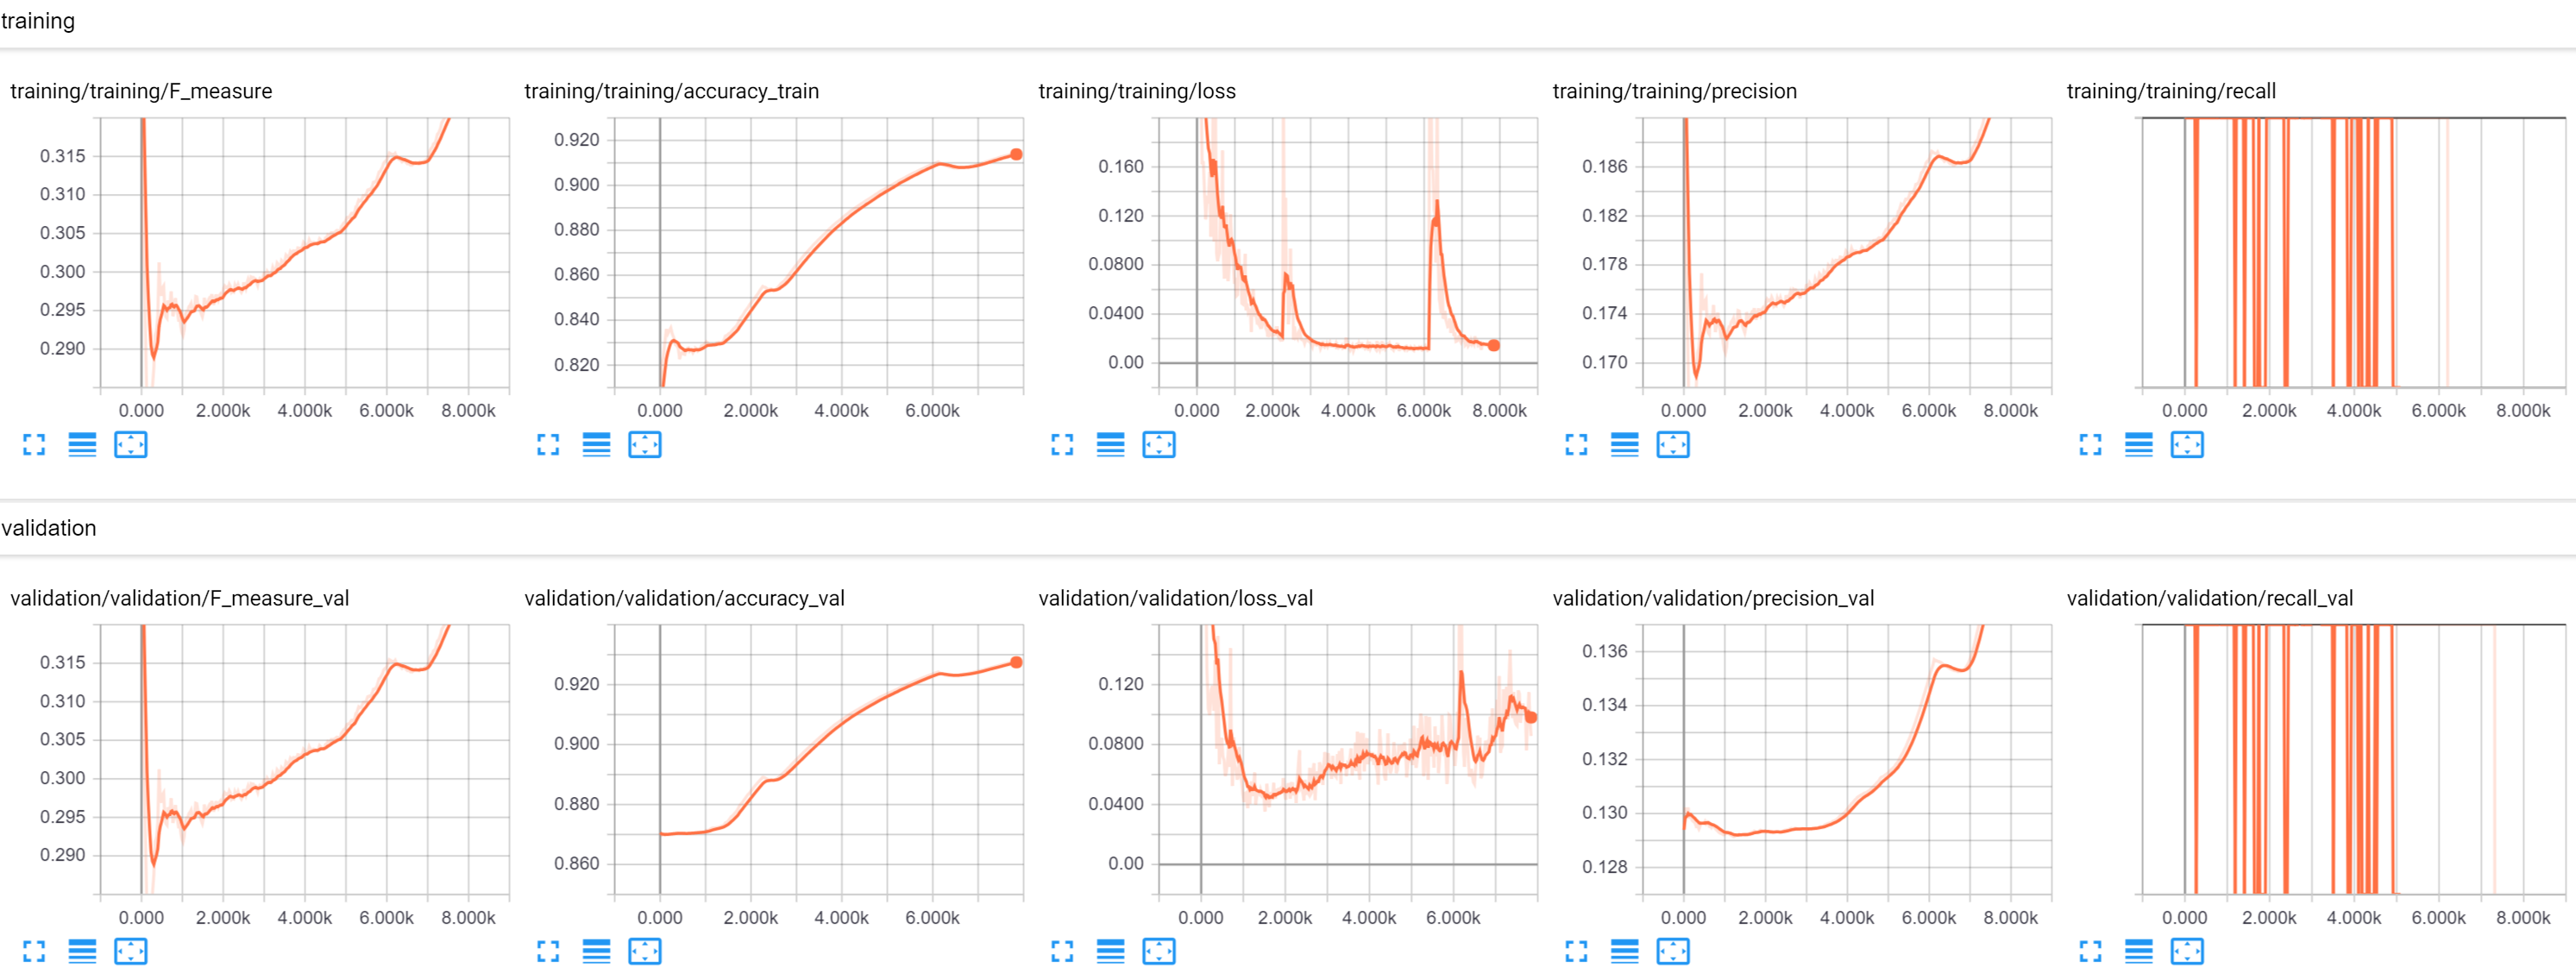 training
training/training/F_measure
training/training/accuracy_train
training/training/loss
training/training/precision
training/training/recall
0.315
0.310
0.305
0.300
0.295
0.290
0.000 2.000k 4.000k 6.000k 8.000k
0.920
0.900
0.880
0.860
0.840
0.820
0.000 2.000k 4.000k 6.000k
0.160
0.120
0.0800
0.0400
0.00
0.000 2.000k 4.000k 6.000k 8.000k
0.186
0.182
0.178
0.174
0.170
0.000 2.000k 4.000k 6.000k 8.000k
0.000 2.000k 4.000k 6.000k 8.000k
validation
validation/validation/F_measure_val
validation/validation/accuracy_val
validation/validation/loss_val
validation/validation/precision_val
validation/validation/recall_val
0.315
0.310
0.305
0.300
0.295
0.290
0.000 2.000k 4.000k 6.000k 8.000k
0.920
0.900
0.880
0.860
0.000 2.000k 4.000k 6.000k
0.120
0.0800
0.0400
0.00
0.000 2.000k 4.000k 6.000k
0.136
0.134
0.132
0.130
0.128
0.000 2.000k 4.000k 6.000k 8.000k
0.000 2.000k 4.000k 6.000k 8.000k